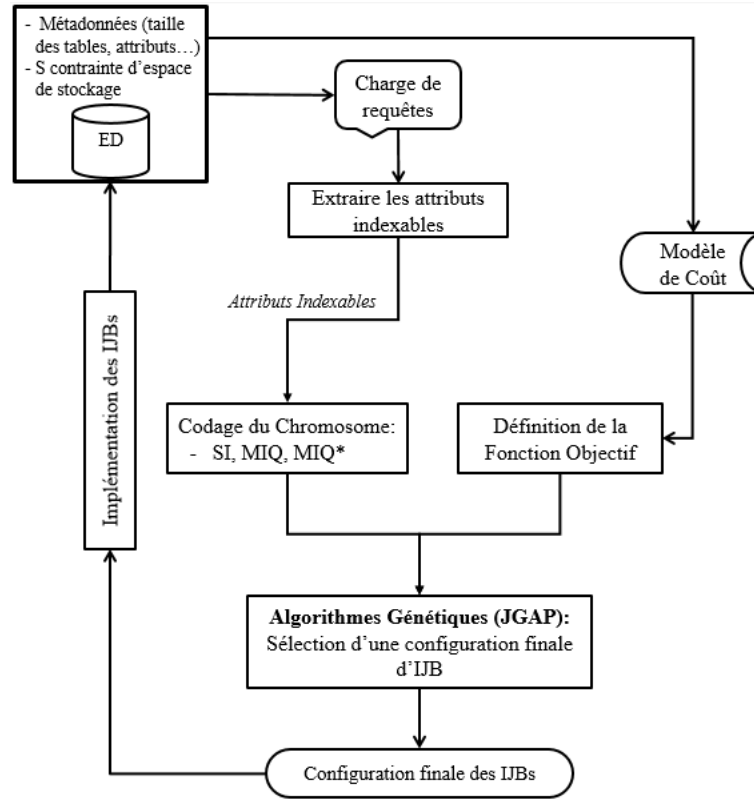 - Métadonnées (taille
des tables, attributs…)
- S contrainte d'espace
de stockage
ED
Charge de
requêtes
Extraire les attributs
indexables
Modèle
de Coût
Attributs Indexables
Implémentation des IJBs
Codage du Chromosome:
- SI, MIQ, MIQ*
Définition de la
Fonction Objectif
Algorithmes Génétiques (JGAP):
Sélection d'une configuration finale
d'IJB
Configuration finale des IJBs